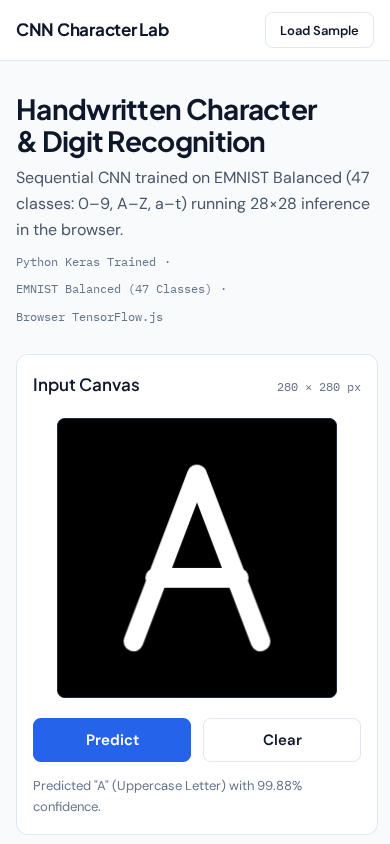 CNN Character Lab
Load Sample
Handwritten Character
& Digit Recognition
Sequential CNN trained on EMNIST Balanced (47
classes: 0–9, A–Z, a–t) running 28×28 inference
in the browser.
Python Keras Trained ·
EMNIST Balanced (47 Classes) ·
Browser TensorFlow.js
Input Canvas
280 × 280 px
A
Predict
Clear
Predicted "A" (Uppercase Letter) with 99.88%
confidence.